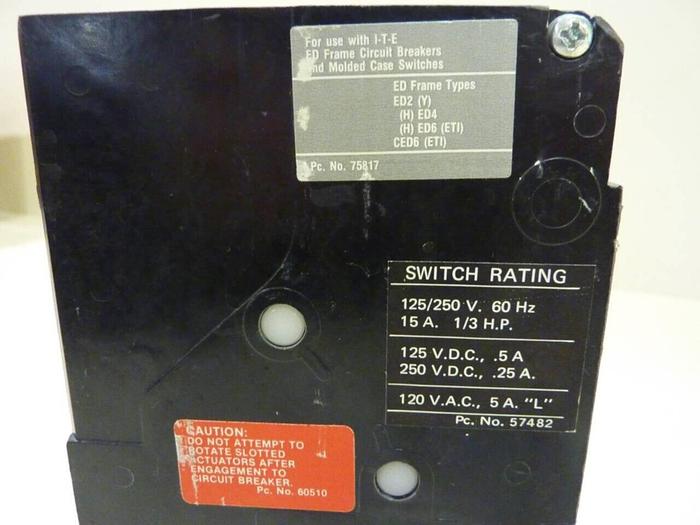 For use with I-T-E
ED Frame Circuit Breakers
and Molded Case Switches
ED Frame Types
ED2 (Y)
(H) ED4
(H) ED6 (ETI)
CED6 (ETI)
Pc. No. 75817
SWITCH RATING
125/250 V. 60 Hz
15 A. 1/3 H.P.
125 V.D.C., .5 A
250 V.D.C., .25 A.
120 V.A.C., 5 A. "L"
Pc. No. 57482
CAUTION:
DO NOT ATTEMPT TO
ROTATE SLOTTED
ACTUATORS AFTER
ENGAGEMENT TO
CIRCUIT BREAKER.
Pc. No. 60510